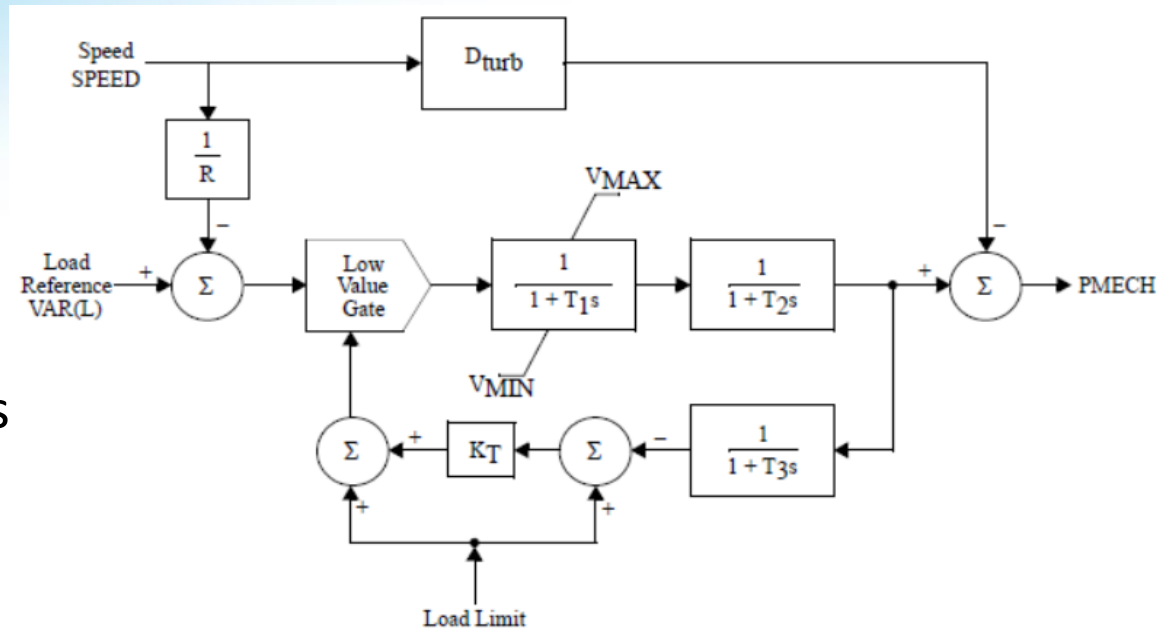 Speed
SPEED
Dturb
1
R
−
VMAX
Load
Reference
VAR(L)
+
Σ
Low
Value
Gate
1
1 + T1s
1
1 + T2s
+
−
Σ
PMECH
VMIN
s
Σ
+
KT
Σ
−
1
1 + T3s
+
+
Load Limit